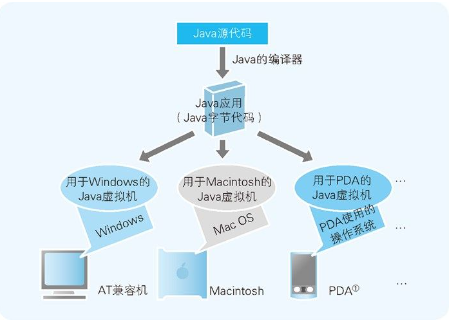 Java源代码
Java的编译器
Java应用
（Java字节代码）
用于Windows的
Java虚拟机
用于Macintosh的
Java虚拟机
用于PDA的
Java虚拟机
…
Windows
Mac OS
PDA使用的
操作系统
…
AT兼容机
Macintosh
PDA①
…